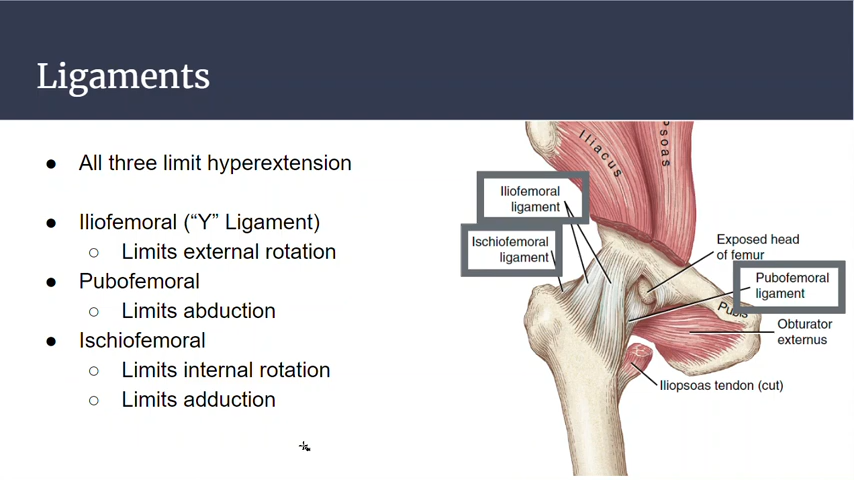 Ligaments
● All three limit hyperextension
● Iliofemoral (“Y” Ligament)
○ Limits external rotation
● Pubofemoral
○ Limits abduction
● Ischiofemoral
○ Limits internal rotation
○ Limits adduction
Iliacus
psoas
Iliofemoral
ligament
Ischiofemoral
ligament
Exposed head
of femur
Pubofemoral
ligament
Pubis
Obturator
externus
Iliopsoas tendon (cut)